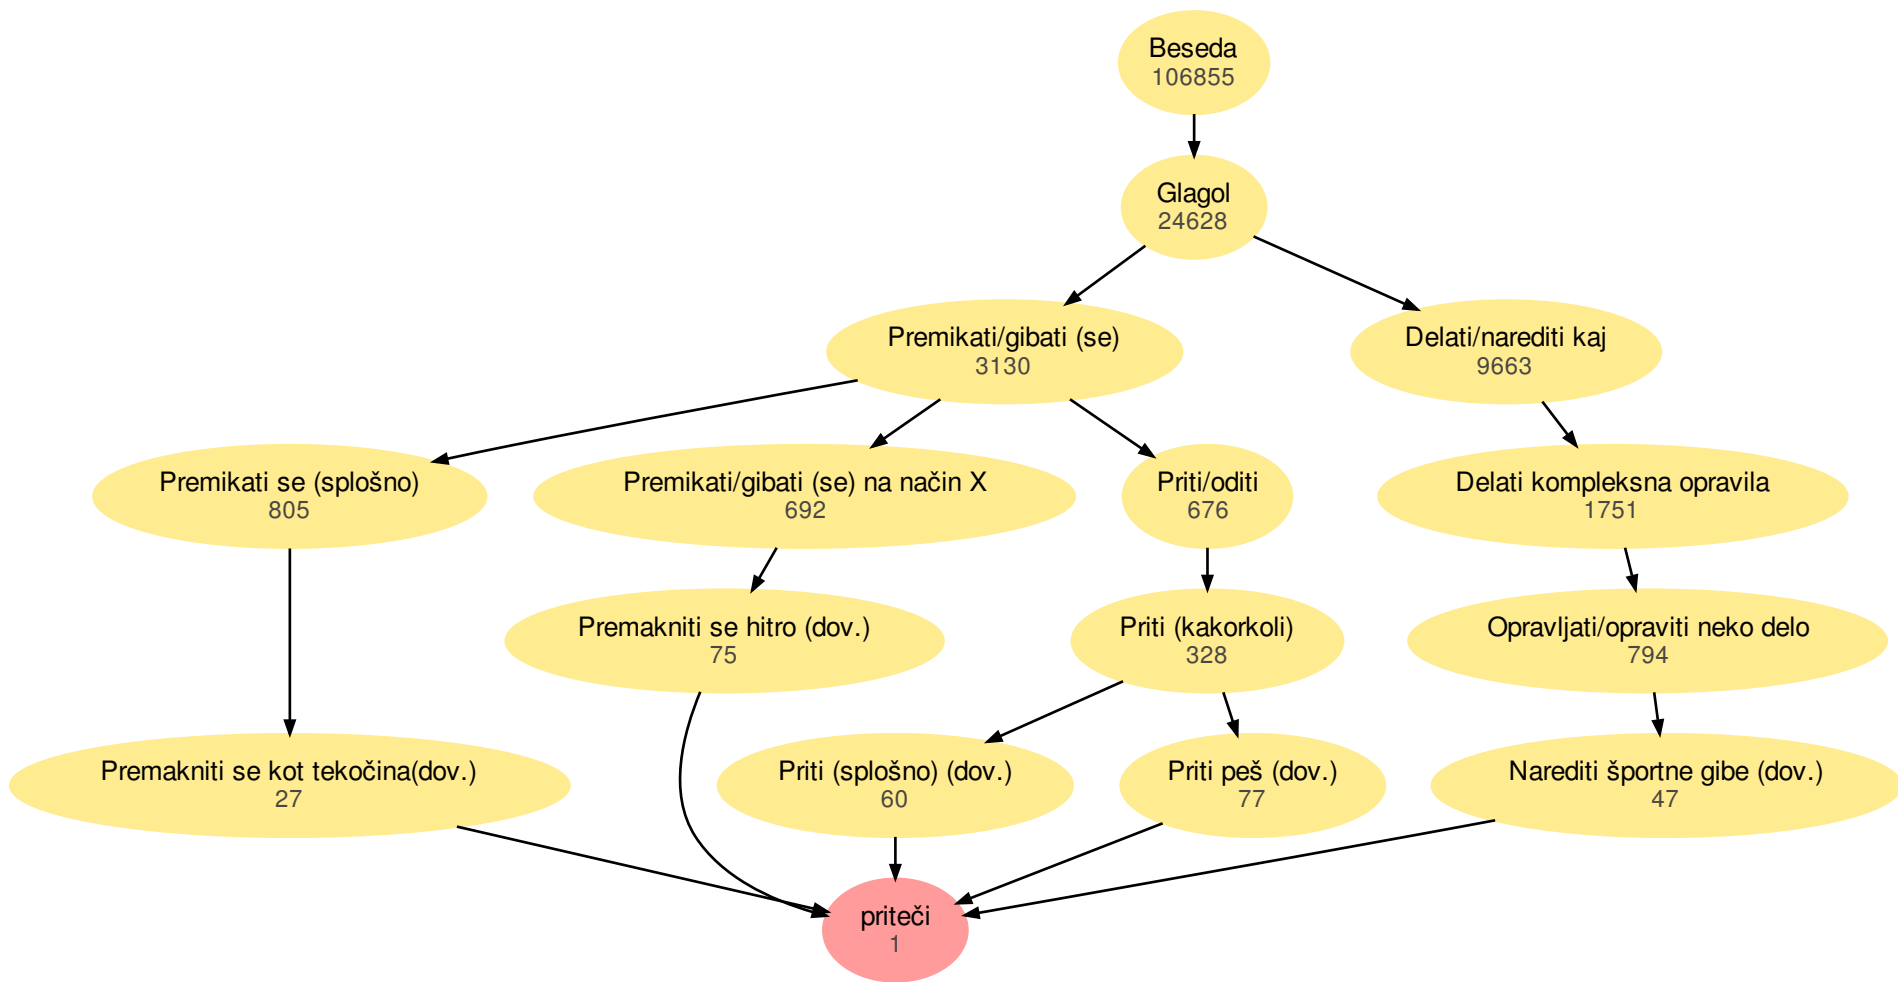 Beseda
106855
Glagol
24628
Premikati/gibati (se)
3130
Delati/narediti kaj
9663
Premikati se (splošno)
805
Premikati/gibati (se) na način X
692
Priti/oditi
676
Delati kompleksna opravila
1751
Premakniti se hitro (dov.)
75
Priti (kakorkoli)
328
Opravljati/opraviti neko delo
794
Premakniti se kot tekočina(dov.)
27
Priti (splošno) (dov.)
60
Priti peš (dov.)
77
Narediti športne gibe (dov.)
47
priteči
1